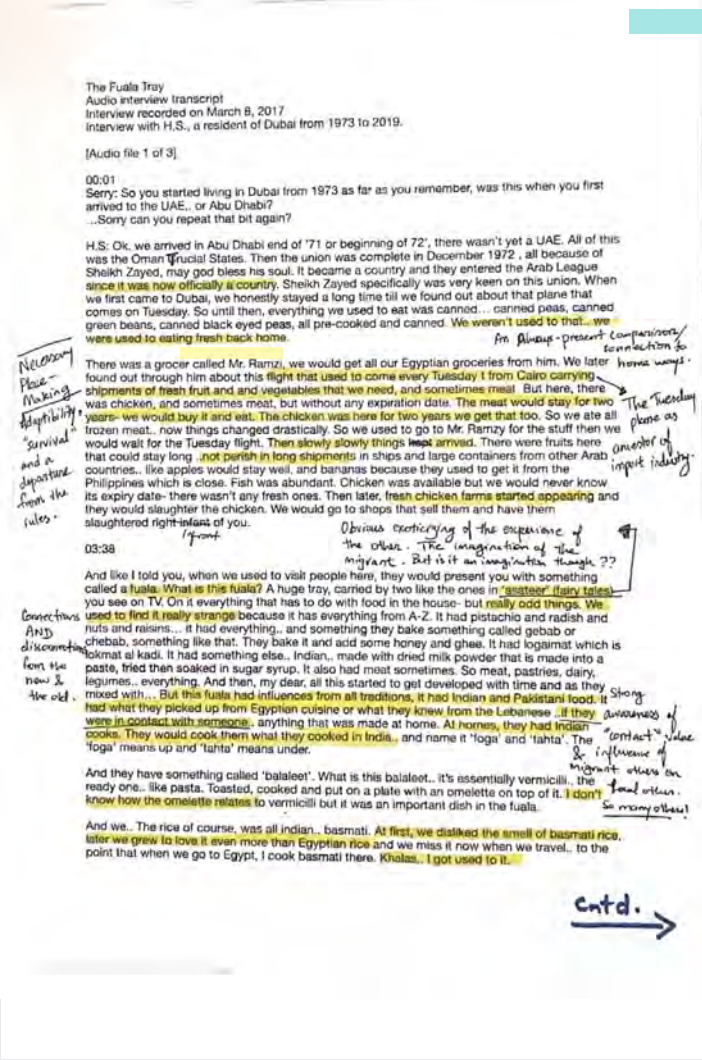 The Fuala Tray
Audio interview transcript
Interview recorded on March 8, 2017
Interview with H.S., a resident of Dubai from 1973 to 2019.
[Audio file 1 of 3]
00:01
Serry: So you started living in Dubai from 1973 as far as you remember, was this when you first
arrived to the UAE.. or Abu Dhabi?
...Sorry can you repeat that bit again?
H.S: Ok. we arrived in Abu Dhabi end of '71 or beginning of 72', there wasn't yet a UAE. All of this
was the Oman Trucial States. Then the union was complete in December 1972 , all because of
Sheikh Zayed, may god bless his soul. It became a country and they entered the Arab League
since it was now officially a country. Sheikh Zayed specifically was very keen on this union. When
we first came to Dubai, we honestly stayed a long time till we found out about that plane that
comes on Tuesday. So until then, everything we used to eat was canned... canned peas, canned
green beans, canned black eyed peas, all pre-cooked and canned. We weren't used to that.. we
were used to eating fresh back home.
An Always-present comparison/
connection to
home ways.
Necessary
Place-
Making
Adaptibility,
"survival"
and a
departure
from the
rules.
There was a grocer called Mr. Ramzi, we would get all our Egyptian groceries from him. We later
found out through him about this flight that used to come every Tuesday t from Cairo carrying
shipments of fresh fruit and and vegetables that we need, and sometimes meat. But here, there
was chicken, and sometimes meat, but without any expiration date. The meat would stay for two
years- we would buy it and eat. The chicken was here for two years we get that too. So we ate all
frozen meat.. now things changed drastically. So we used to go to Mr. Ramzy for the stuff then we
would wait for the Tuesday flight. Then slowly slowly things kept arrived. There were fruits here
that could stay long ..not perish in long shipments in ships and large containers from other Arab
countries.. like apples would stay well, and bananas because they used to get it from the
Philippines which is close. Fish was abundant. Chicken was available but we would never know
its expiry date- there wasn't any fresh ones. Then later, fresh chicken farms started appearing and
they would slaughter the chicken. We would go to shops that sell them and have them
slaughtered right infant of you.
/front
The Tuesday
plane as
ancestor of
import industry.
03:38
Obvious exoticizing of the experience of
the other. The imagination of the
migrant. But is it an imagination though ??
And like I told you, when we used to visit people here, they would present you with something
called a fuala. What is this fuala? A huge tray, carried by two like the ones in 'asateer' (fairy tales)
you see on TV. On it everything that has to do with food in the house- but really odd things. We
used to find it really strange because it has everything from A-Z. It had pistachio and radish and
nuts and raisins... it had everything.. and something they bake something called gebab or
chebab, something like that. They bake it and add some honey and ghee. It had logaimat which is
lokmat al kadi. It had something else.. Indian.. made with dried milk powder that is made into a
paste, fried then soaked in sugar syrup. It also had meat sometimes. So meat, pastries, dairy,
legumes.. everything. And then, my dear, all this started to get developed with time and as they
mixed with... But this fuala had influences from all traditions, it had Indian and Pakistani food. It
had what they picked up from Egyptian cuisine or what they knew from the Lebanese ..if they
were in contact with someone.. anything that was made at home. At homes, they had Indian
cooks. They would cook them what they cooked in India.. and name it 'foga' and 'tahta'. The
'foga' means up and 'tahta' means under.
Connections
AND
disconnection
from the
new &
the old.
Strong
awareness of
"contact" value
& influence of
migrant others on
local others.
So many others!
And they have something called 'balaleet'. What is this balaleet.. it's essentially vermicilli., the
ready one.. like pasta. Toasted, cooked and put on a plate with an omelette on top of it. I don't
know how the omelette relates to vermicilli but it was an important dish in the fuala.
And we.. The rice of course, was all indian.. basmati. At first, we disliked the smell of basmati rice,
later we grew to love it even more than Egyptian rice and we miss it now when we travel.. to the
point that when we go to Egypt, I cook basmati there. Khalas.. I got used to it.
Cntd.